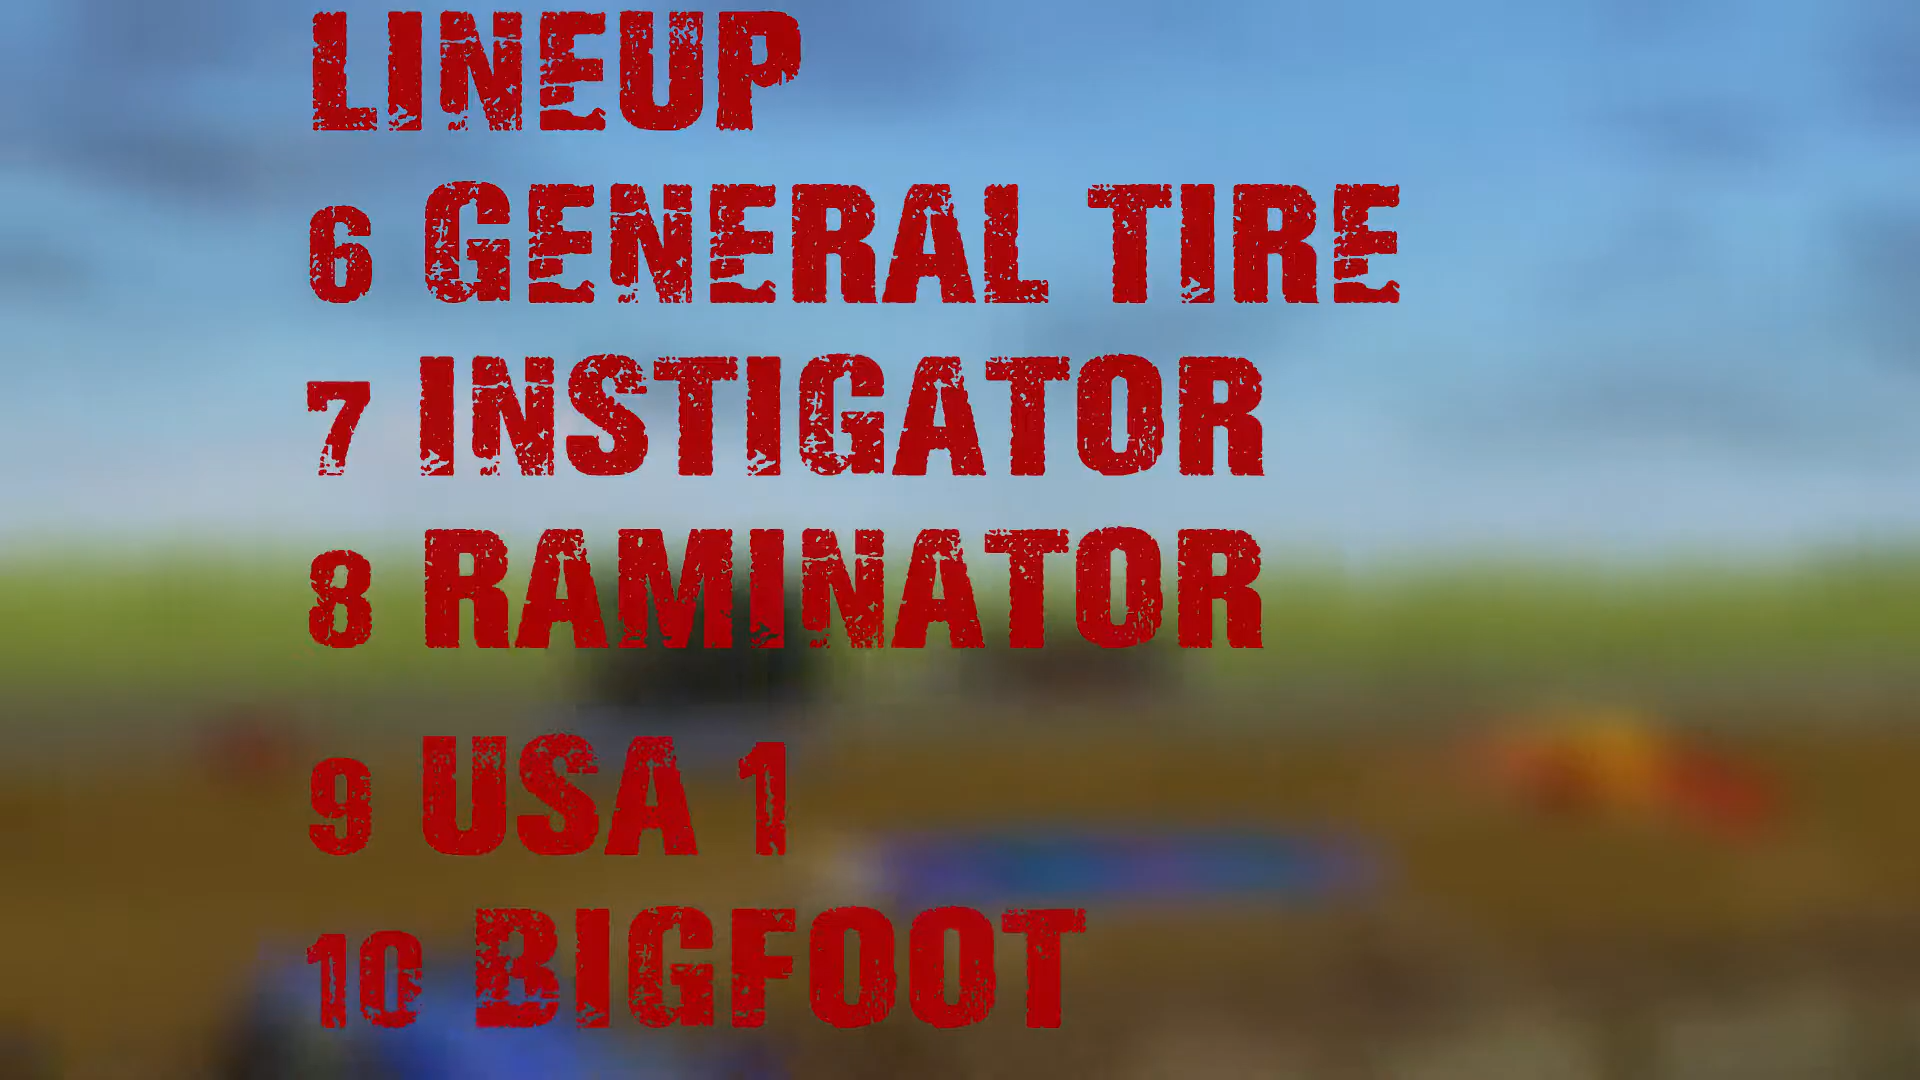 LINEUP
6 GENERAL TIRE
7 INSTIGATOR
8 RAMINATOR
9 USA 1
10 BIGFOOT